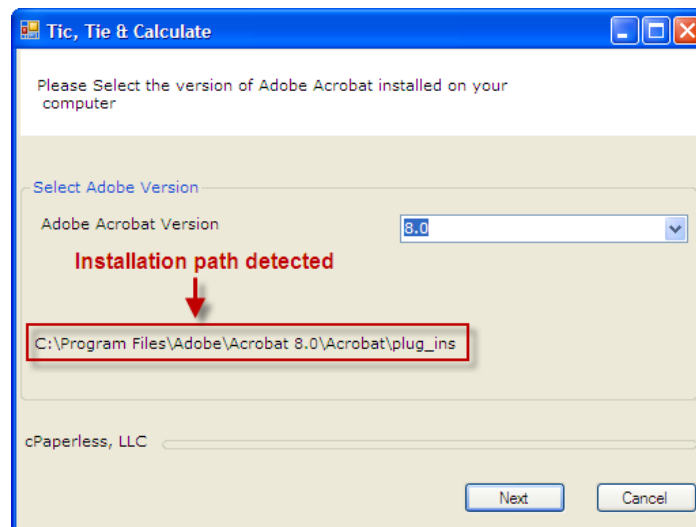 Tic, Tie & Calculate
Please Select the version of Adobe Acrobat installed on your
computer
Select Adobe Version
Adobe Acrobat Version
8.0
Installation path detected
C:\Program Files\Adobe\Acrobat 8.0\Acrobat\plug_ins
cPaperless, LLC
Next
Cancel